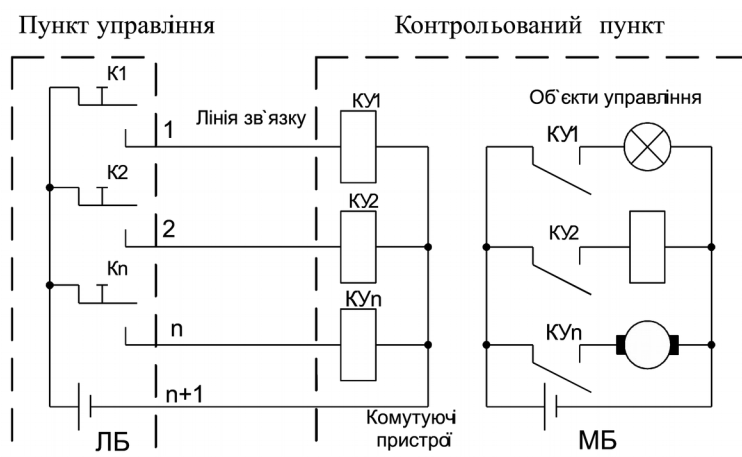 Пункт управління
Контрольований пункт
К1
Лінія зв`язку
КУ1
Об`єкти управління
КУ1
1
К2
КУ2
КУ2
2
Кn
КУn
КУn
n
n+1
Комутуючі
пристрої
ЛБ
МБ